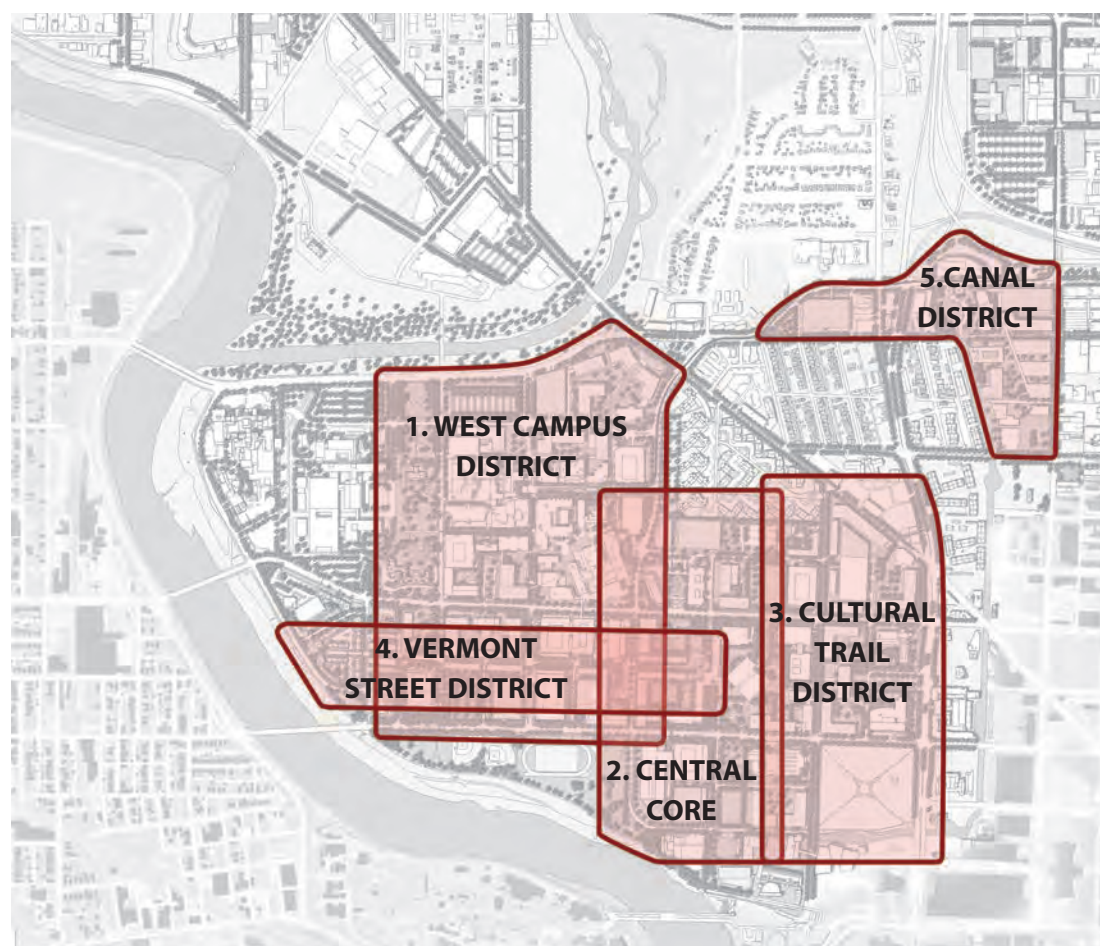 5.CANAL
DISTRICT
1. WEST CAMPUS
DISTRICT
3. CULTURAL
TRAIL
DISTRICT
4. VERMONT
STREET DISTRICT
2. CENTRAL
CORE